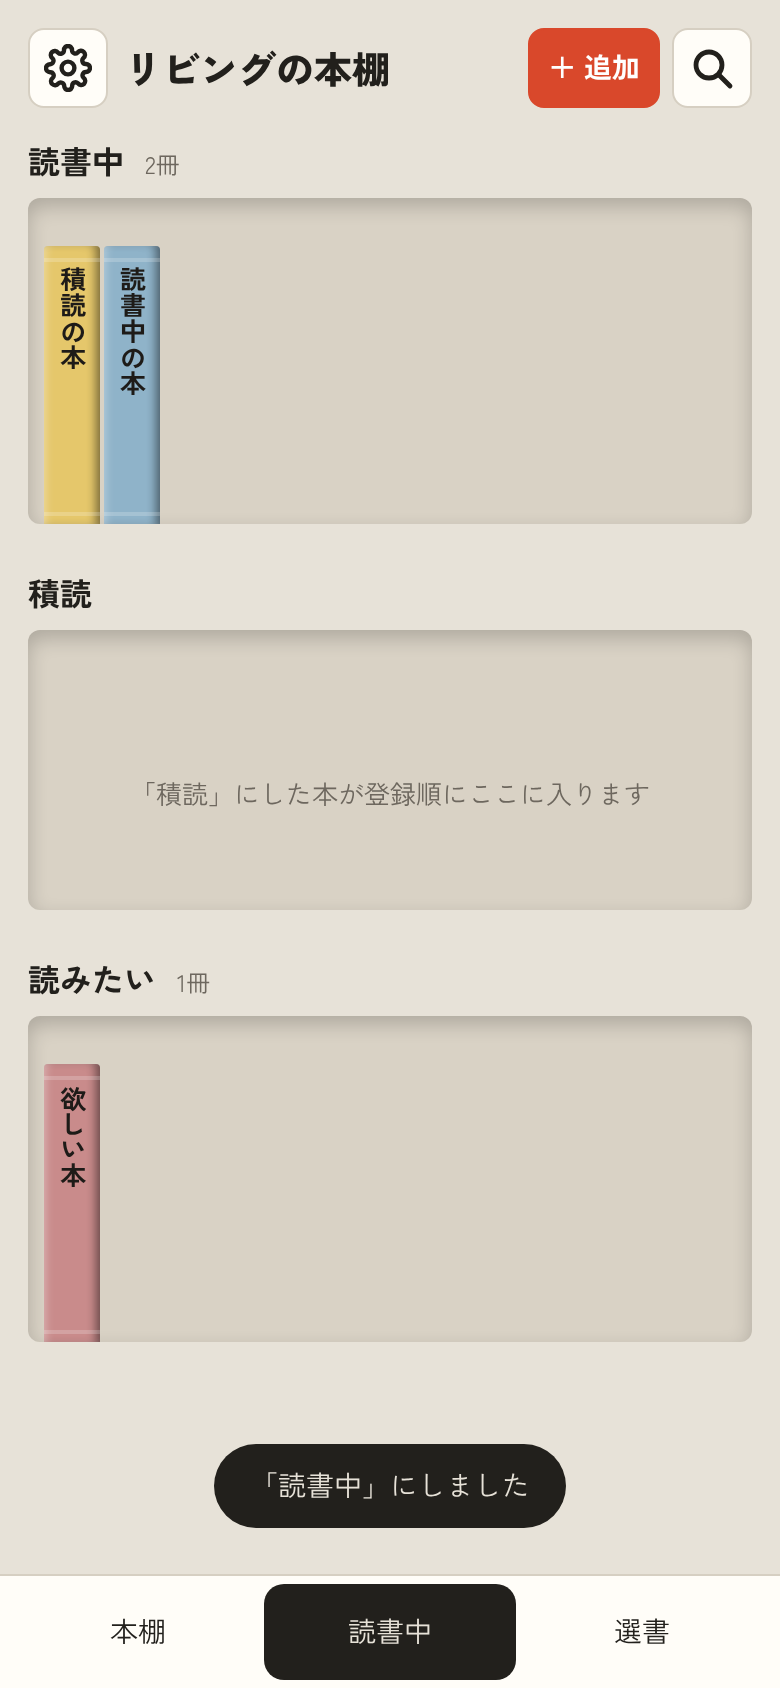 リビングの本棚
＋ 追加
読書中 2冊
積読の本
読書中の本
積読
「積読」にした本が登録順にここに入ります
読みたい 1冊
欲しい本
「読書中」にしました
本棚
読書中
選書